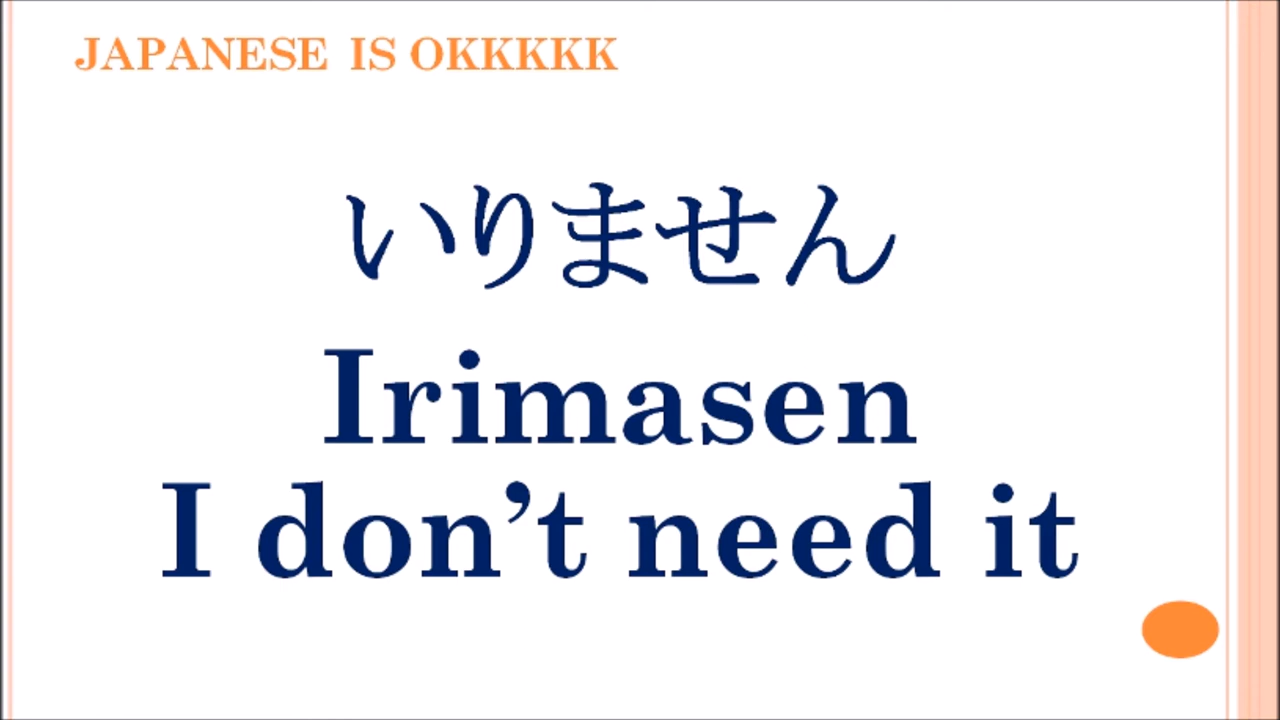 JAPANESE IS OKKKKK
いりません
Irimasen
I don’t need it